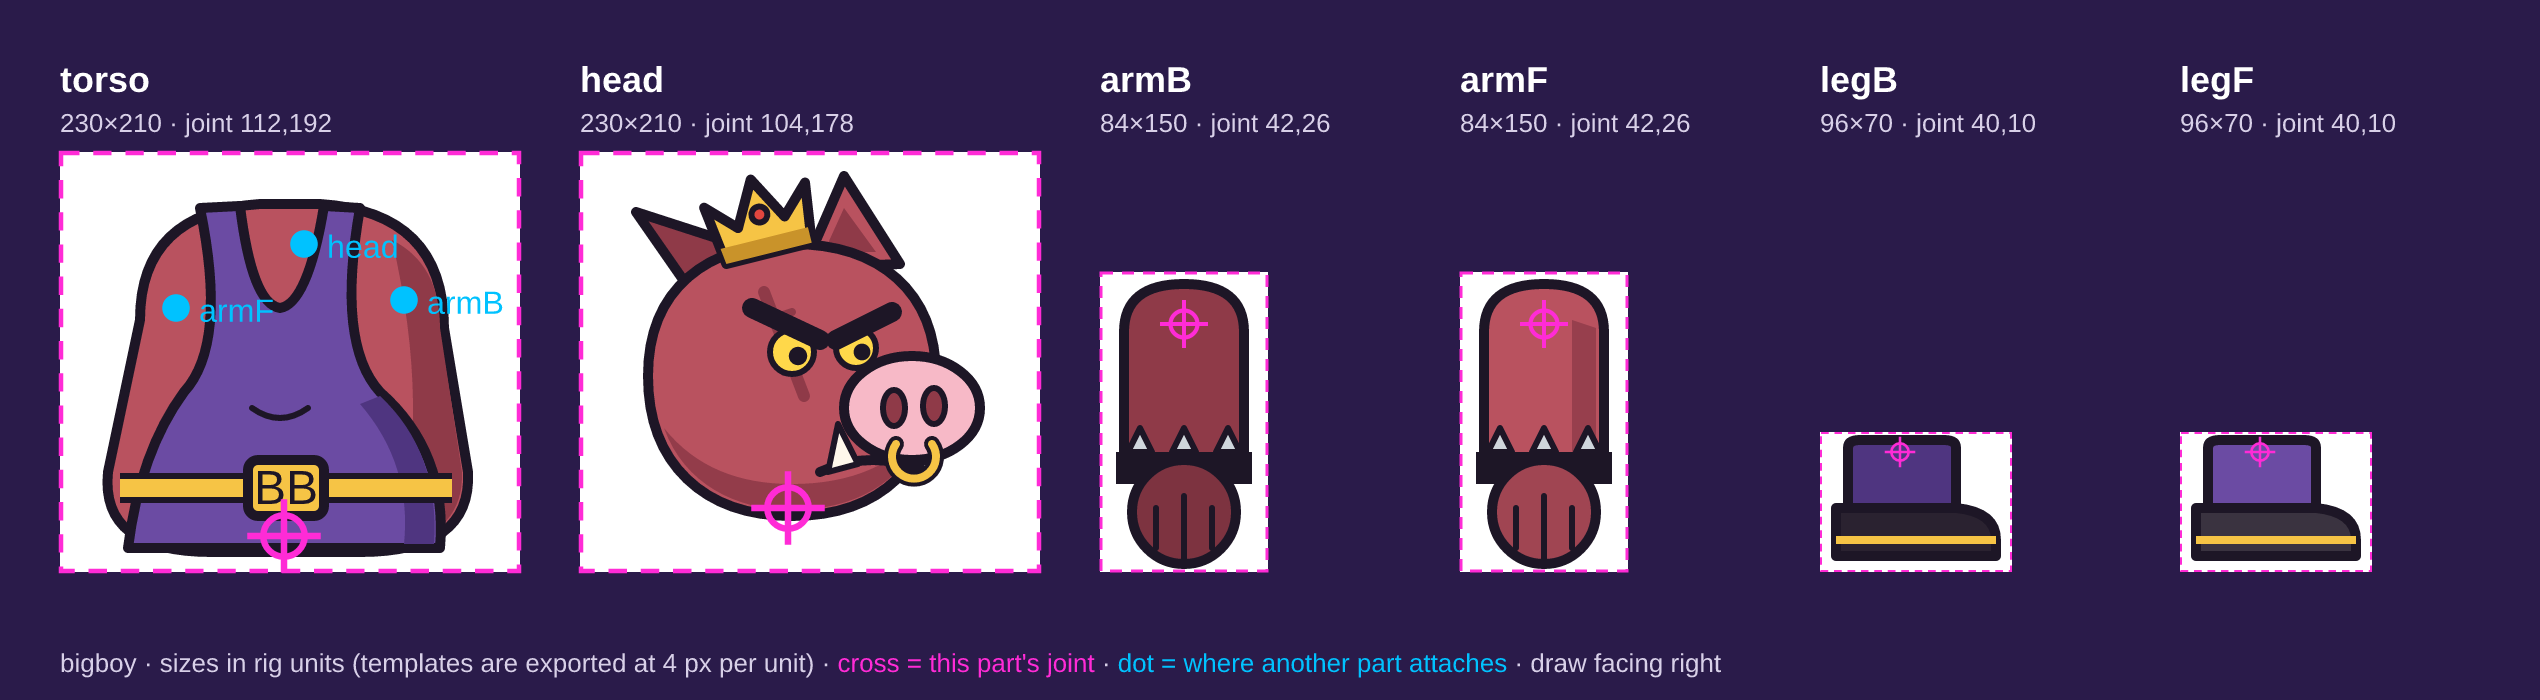 torso
230×210 · joint 112,192
head
230×210 · joint 104,178
armB
84×150 · joint 42,26
armF
84×150 · joint 42,26
legB
96×70 · joint 40,10
legF
96×70 · joint 40,10
head
armF
armB
BB
bigboy · sizes in rig units (templates are exported at 4 px per unit) · cross = this part's joint · dot = where another part attaches · draw facing right